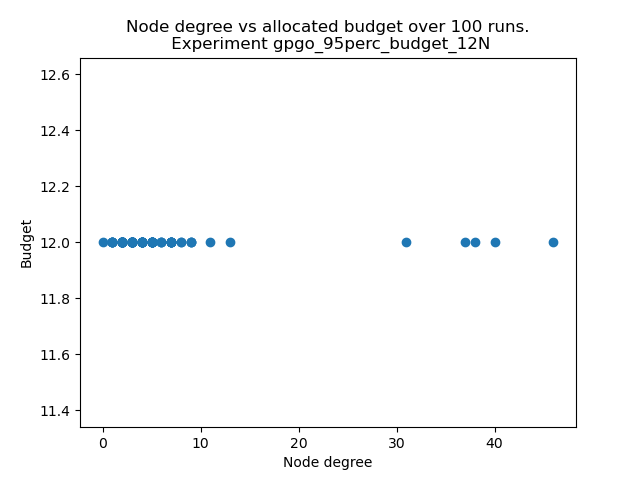 Node degree vs allocated budget over 100 runs.
Experiment gpgo_95perc_budget_12N
12.6
12.4
12.2
12.0
11.8
11.6
11.4
Budget
0 10 20 30 40
Node degree